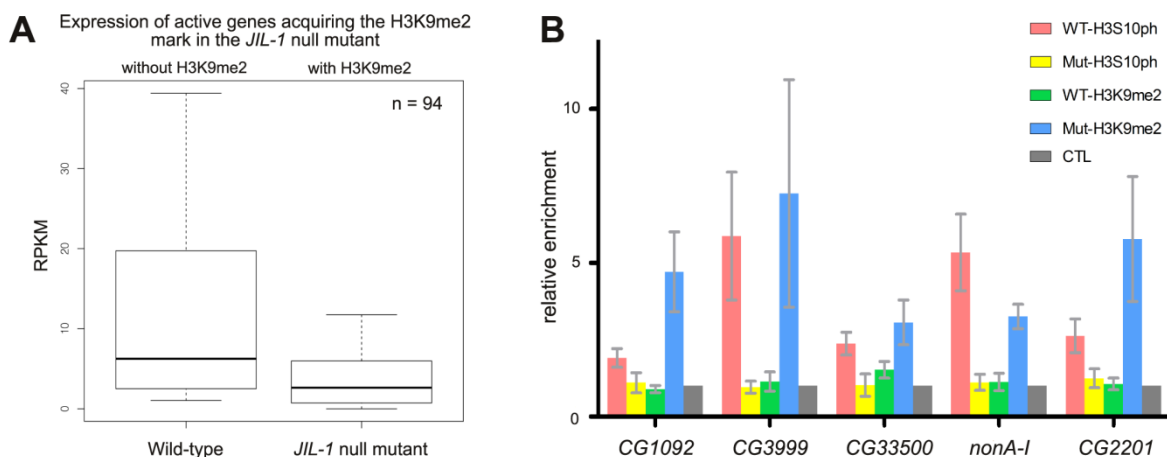 A
Expression of active genes acquiring the H3K9me2
mark in the JIL-1 null mutant
without H3K9me2
with H3K9me2
n = 94
RPKM
40
30
20
10
0
Wild-type
JIL-1 null mutant
B
WT-H3S10ph
Mut-H3S10ph
WT-H3K9me2
Mut-H3K9me2
CTL
relative enrichment
10
5
0
CG1092
CG3999
CG33500
nonA-l
CG2201